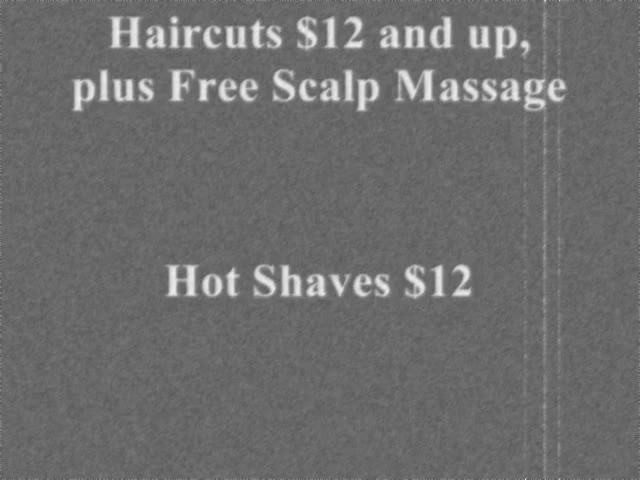 Haircuts $12 and up,
plus Free Scalp Massage
Hot Shaves $12